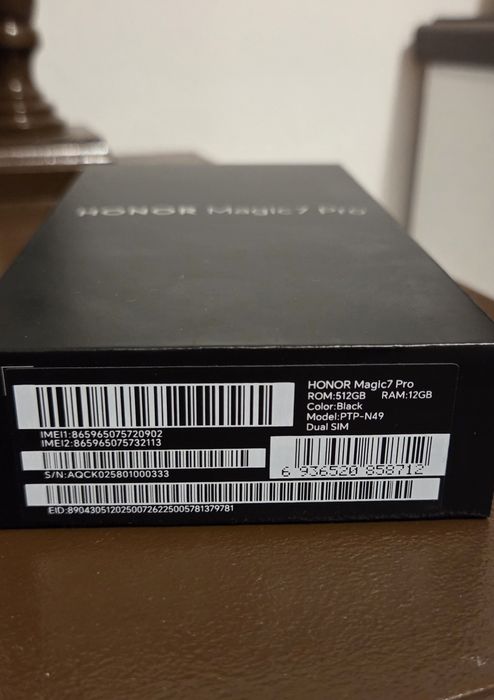 HONOR Magic7 Pro
HONOR Magic7 Pro
ROM:512GB RAM:12GB
Color:Black
Model:PTP-N49
Dual SIM
IMEI1:865965075720902
IMEI2:865965075732113
S/N:AQCK025801000333
6 936520 858712
EID:89043051202500726225005781379781